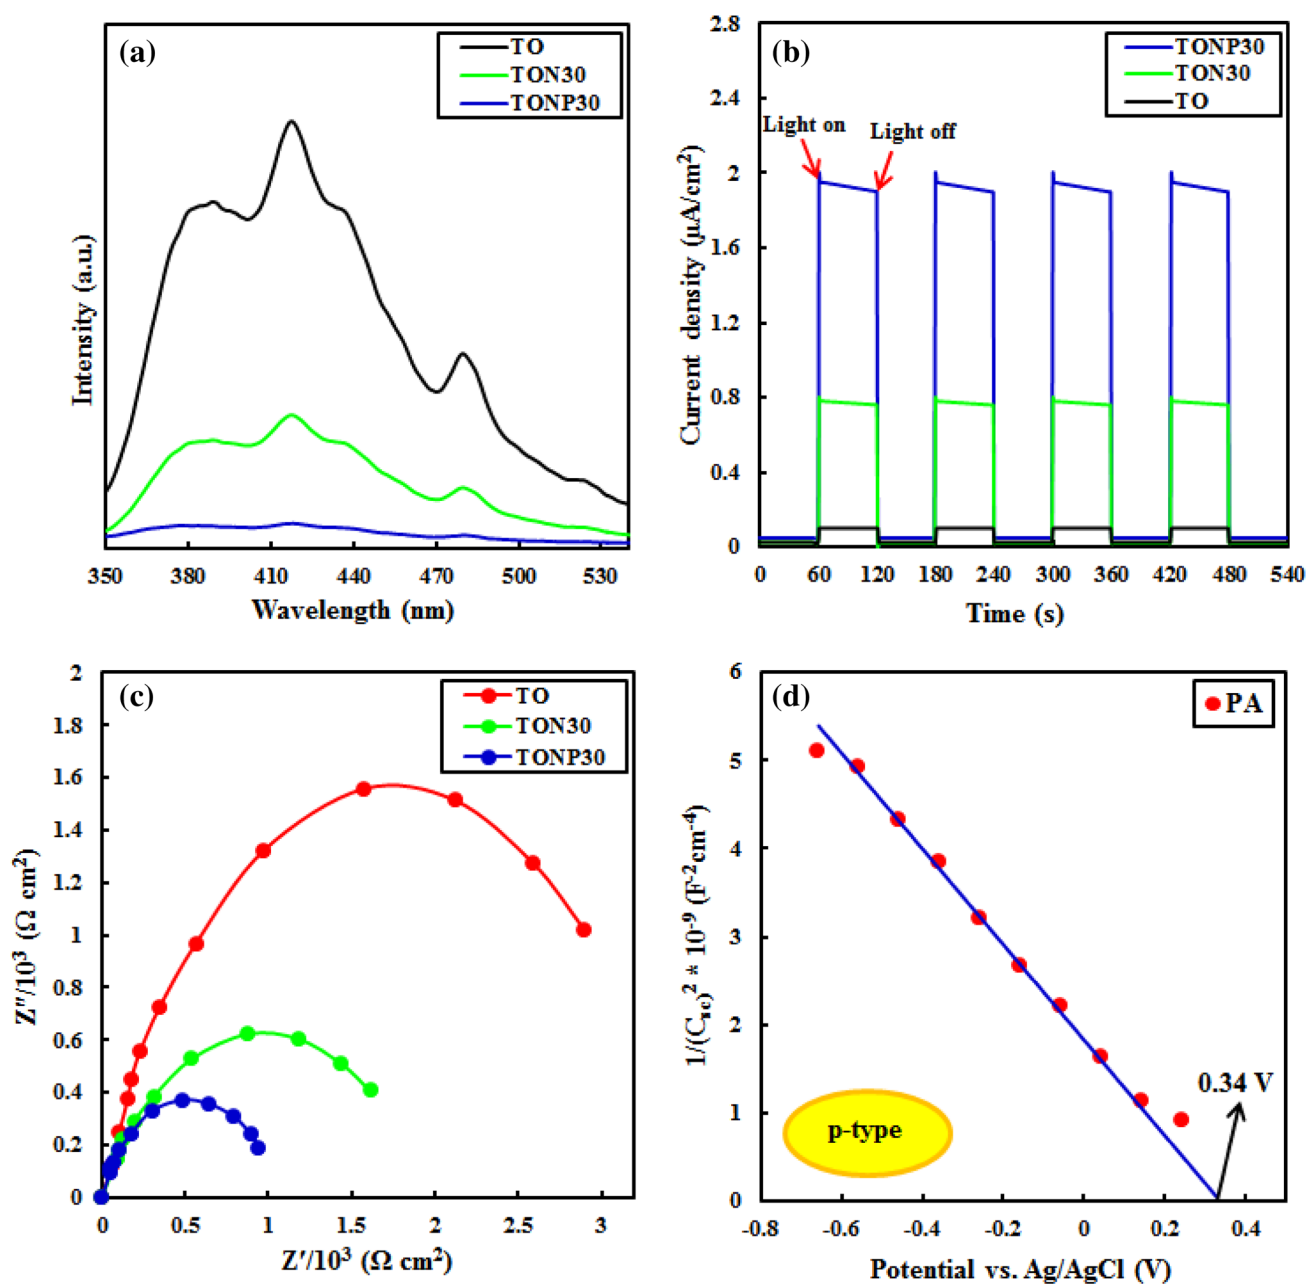 (a)
TO
TON30
TONP30
Intensity (a.u.)
350 380 410 440 470 500 530
Wavelength (nm)
(b)
TONP30
TON30
TO
Light on
Light off
Current density (μA/cm²)
2.8
2.4
2
1.6
1.2
0.8
0.4
0
0 60 120 180 240 300 360 420 480 540
Time (s)
(c)
TO
TON30
TONP30
Z''/10³ (Ω cm²)
2
1.8
1.6
1.4
1.2
1
0.8
0.6
0.4
0.2
0
0 0.5 1 1.5 2 2.5 3
Z'/10³ (Ω cm²)
(d)
PA
1/(Csc)² * 10⁻⁹ (F⁻²cm⁻⁴)
6
5
4
3
2
1
0
0.34 V
p-type
-0.8 -0.6 -0.4 -0.2 0 0.2 0.4
Potential vs. Ag/AgCl (V)